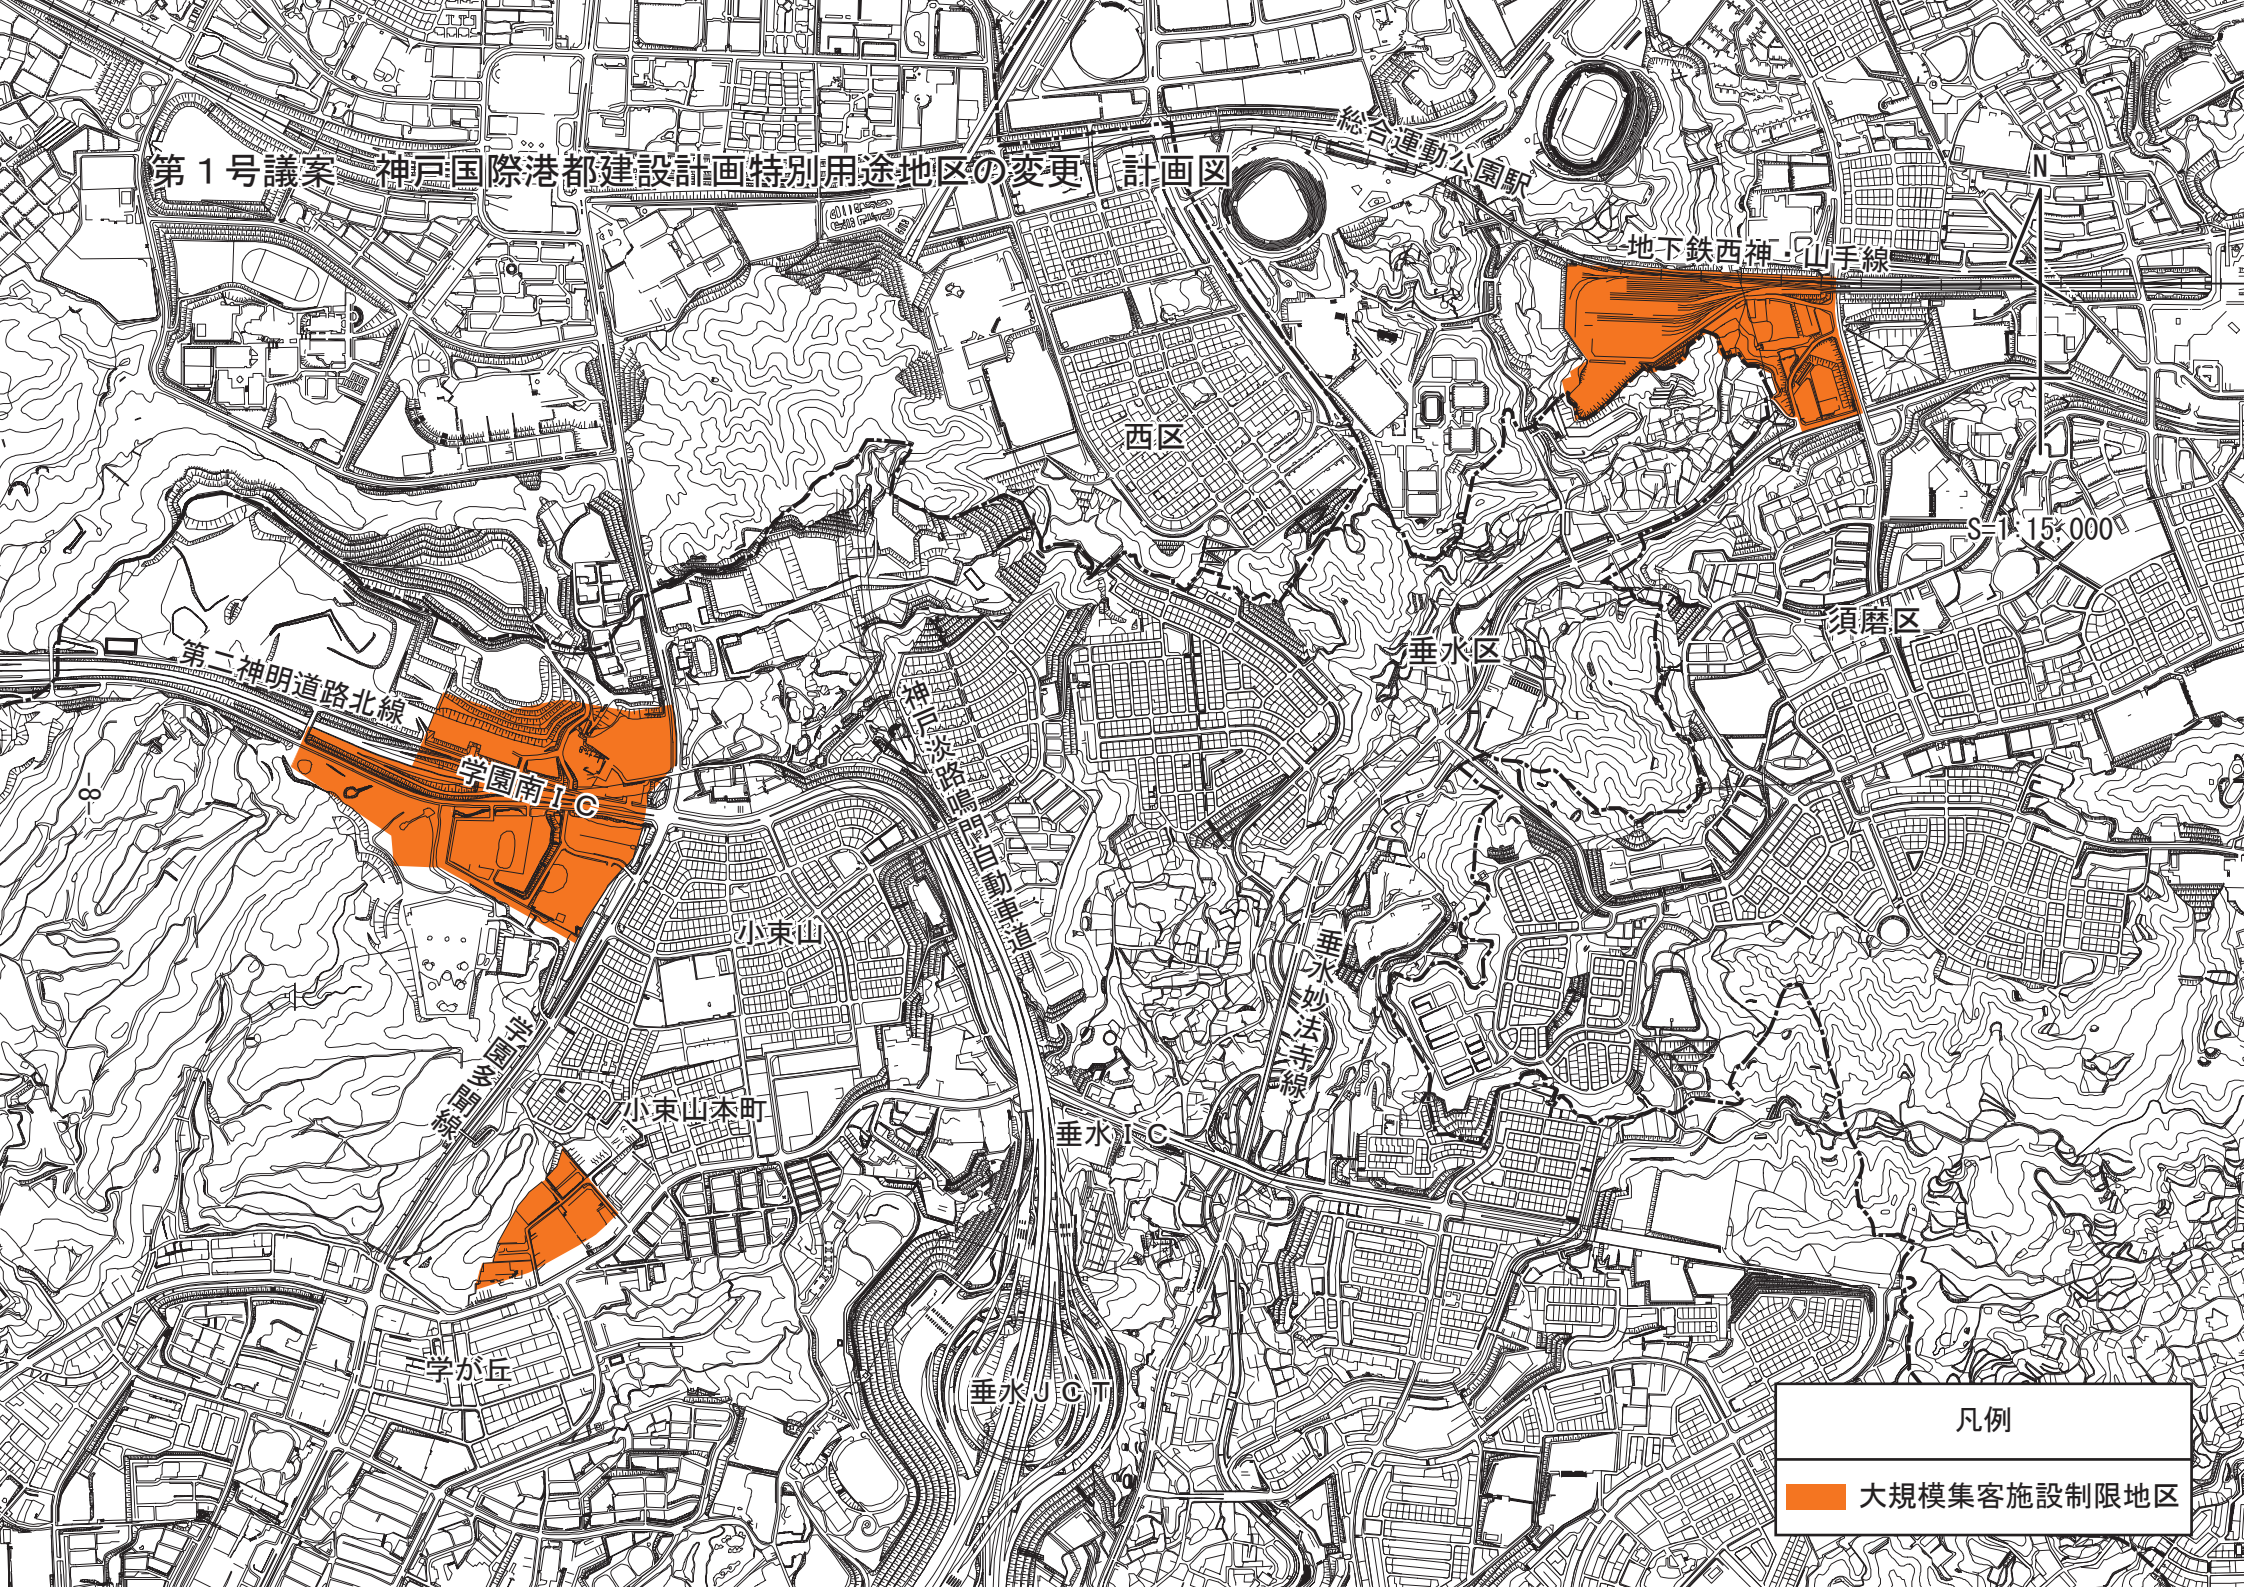 第１号議案　神戸国際港都建設計画特別用途地区の変更　計画図
総合運動公園駅
N
地下鉄西神・山手線
西区
S=1:15,000
須磨区
垂水区
第二神明道路北線
神戸淡路鳴門自動車道
学園南ＩＣ
-8-
小束山
垂水妙法寺線
学園多聞線
小束山本町
垂水ＩＣ
学が丘
垂水ＪＣＴ
凡例
大規模集客施設制限地区